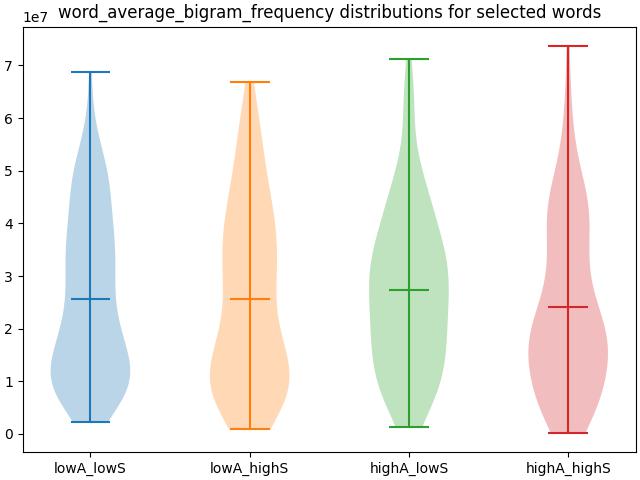 word_average_bigram_frequency distributions for selected words
1e7
7
6
5
4
3
2
1
0
lowA_lowS lowA_highS highA_lowS highA_highS